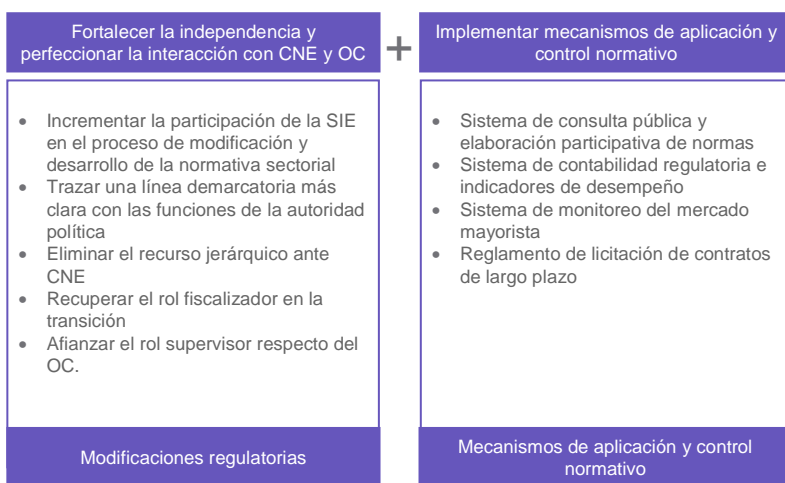 Fortalecer la independencia y
perfeccionar la interacción con CNE y OC
+
Implementar mecanismos de aplicación y
control normativo
• Incrementar la participación de la SIE
en el proceso de modificación y
desarrollo de la normativa sectorial
• Trazar una línea demarcatoria más
clara con las funciones de la autoridad
política
• Eliminar el recurso jerárquico ante
CNE
• Recuperar el rol fiscalizador en la
transición
• Afianzar el rol supervisor respecto del
OC.
• Sistema de consulta pública y
elaboración participativa de normas
• Sistema de contabilidad regulatoria e
indicadores de desempeño
• Sistema de monitoreo del mercado
mayorista
• Reglamento de licitación de contratos
de largo plazo
Modificaciones regulatorias
Mecanismos de aplicación y control
normativo